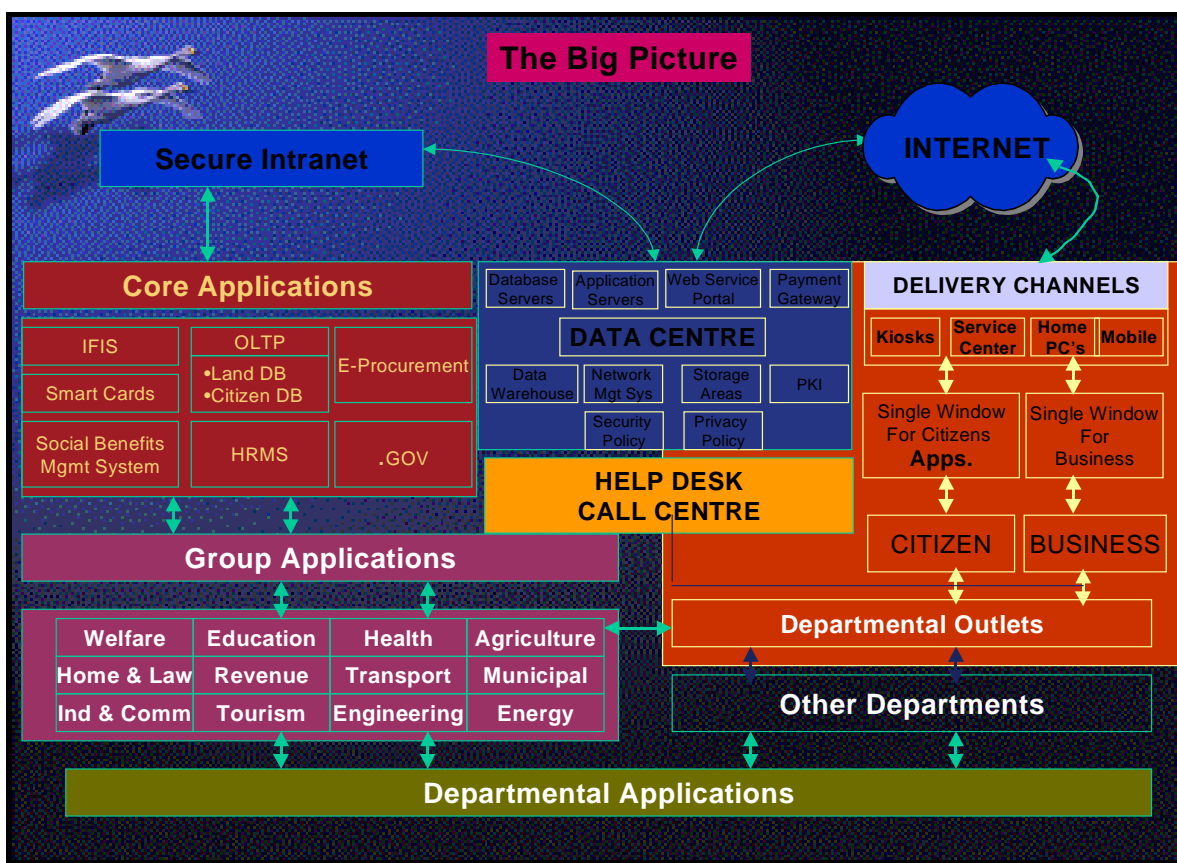 The Big Picture
Secure Intranet
INTERNET
Core Applications
IFIS
Smart Cards
Social Benefits
Mgmt System
OLTP
•Land DB
•Citizen DB
HRMS
E-Procurement
.GOV
Database
Servers
Application
Servers
Web Service
Portal
Payment
Gateway
DATA CENTRE
Data
Warehouse
Network
Mgt Sys
Storage
Areas
PKI
Security
Policy
Privacy
Policy
HELP DESK
CALL CENTRE
DELIVERY CHANNELS
Kiosks
Service
Center
Home
PC's
Mobile
Single Window
For Citizens
Apps.
Single Window
For
Business
CITIZEN
BUSINESS
Departmental Outlets
Group Applications
Welfare
Education
Health
Agriculture
Home & Law
Revenue
Transport
Municipal
Ind & Comm
Tourism
Engineering
Energy
Other Departments
Departmental Applications